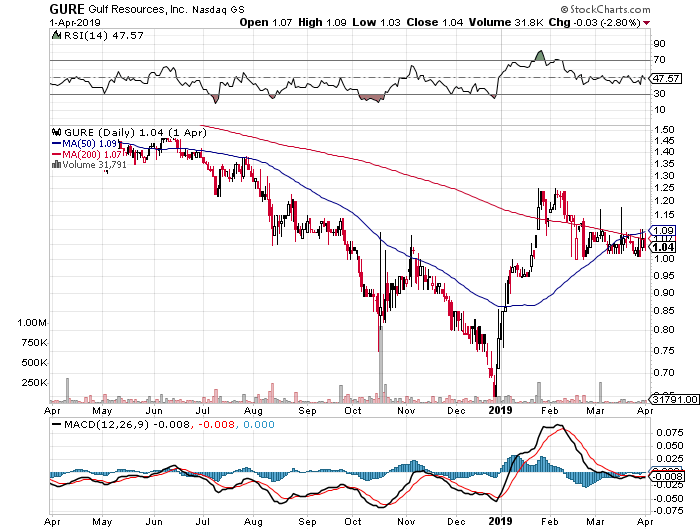 GURE Gulf Resources, Inc. Nasdaq GS © StockCharts.com
1-Apr-2019 Open 1.07 High 1.09 Low 1.03 Close 1.04 Volume 31.8K Chg -0.03 (-2.80%)
RSI(14) 47.57
90
70
47.57
30
10
GURE (Daily) 1.04 (1 Apr)
MA(50) 1.09
MA(200) 1.07
Volume 31,791
1.50
1.45
1.40
1.35
1.30
1.25
1.20
1.15
1.09
1.04
1.00
0.95
0.90
0.85
0.80
0.75
0.70
1.00M
750K
500K
250K
31791.00
Apr May Jun Jul Aug Sep Oct Nov Dec 2019 Feb Mar Apr
MACD(12,26,9) -0.008, -0.008, 0.000
0.075
0.050
0.025
-0.008
-0.025
-0.050
-0.075
Apr May Jun Jul Aug Sep Oct Nov Dec 2019 Feb Mar Apr